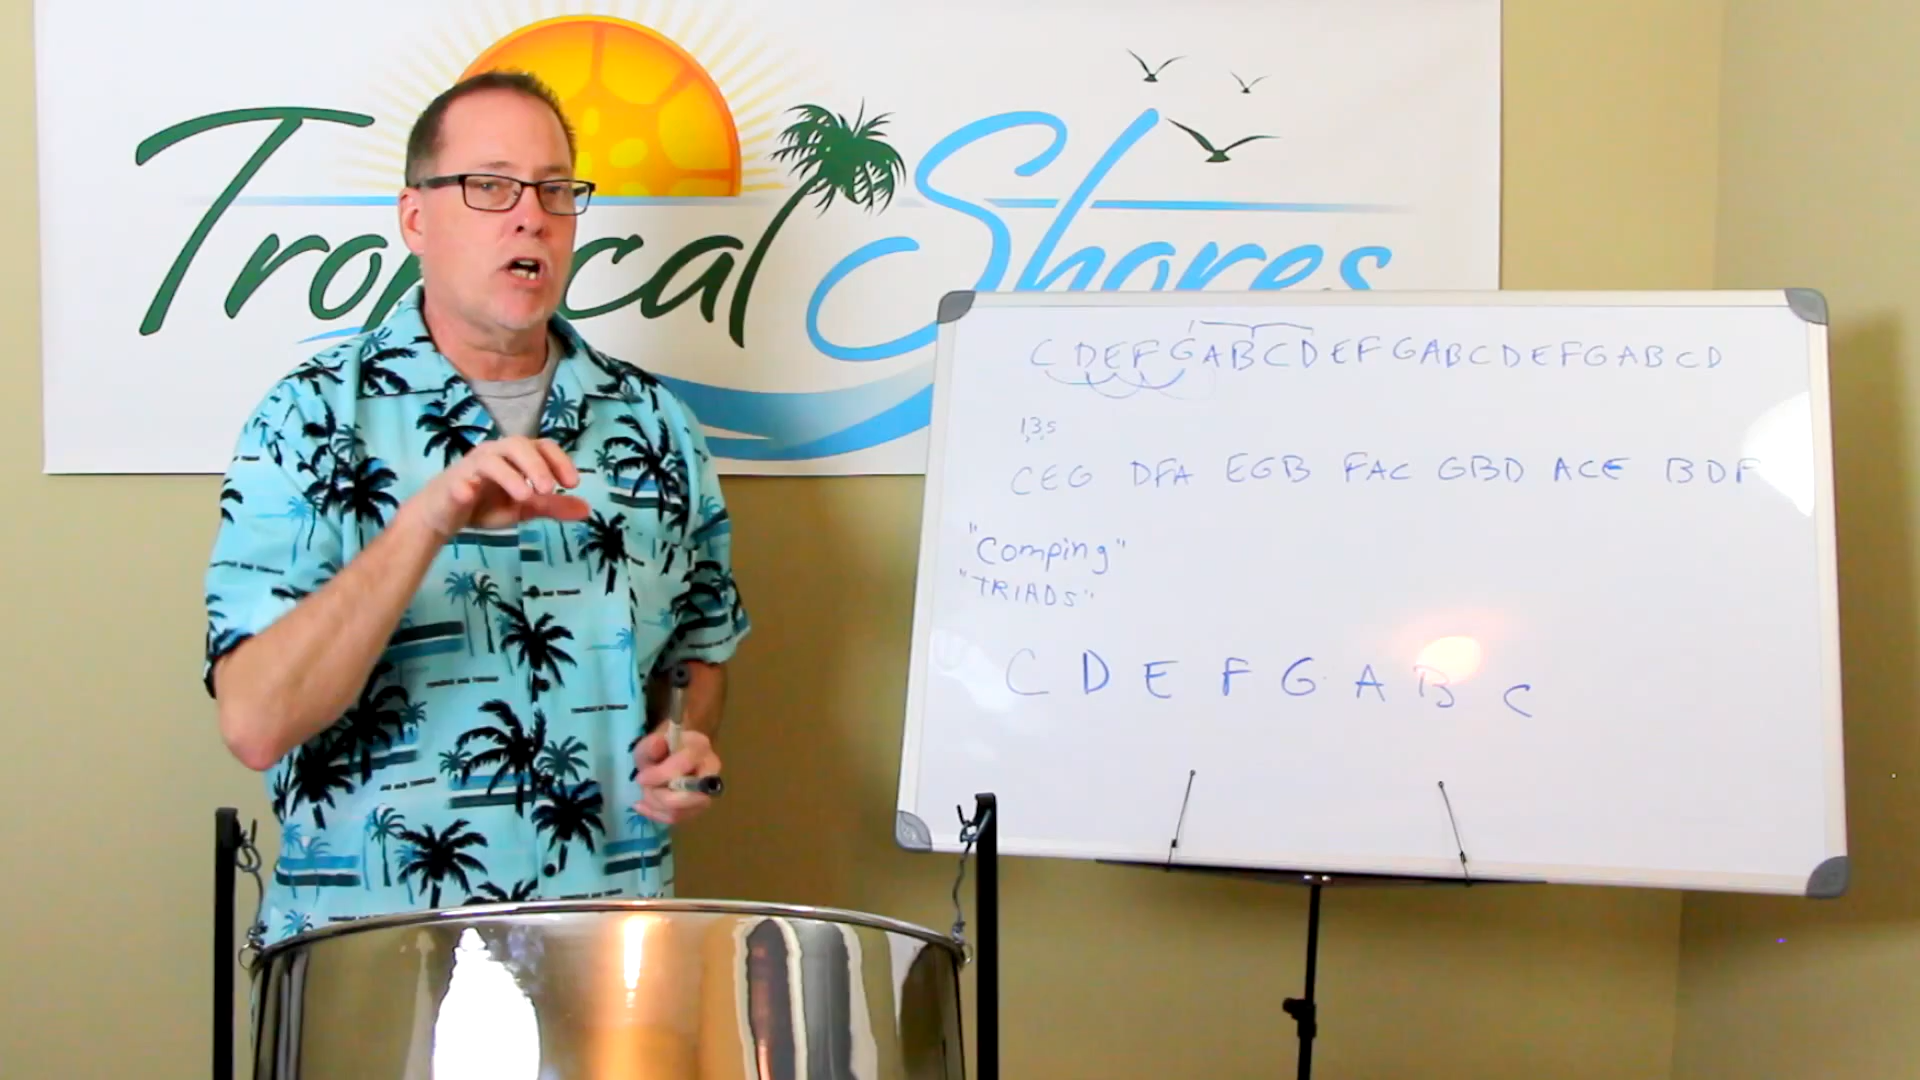 Tropical Shores
C D E F G A B C D E F G A B C D E F G A B C D
1 3 5
CEG DFA EGB FAC GBD ACE BDF
"Comping"
"TRIADS"
C D E F G A B C